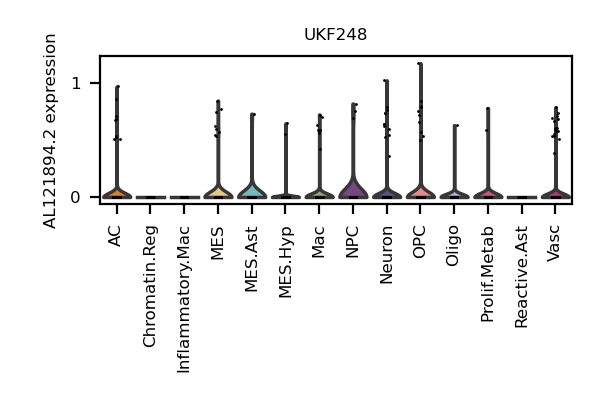 UKF248
AL121894.2 expression
1
0
AC
Chromatin.Reg
Inflammatory.Mac
MES
MES.Ast
MES.Hyp
Mac
NPC
Neuron
OPC
Oligo
Prolif.Metab
Reactive.Ast
Vasc